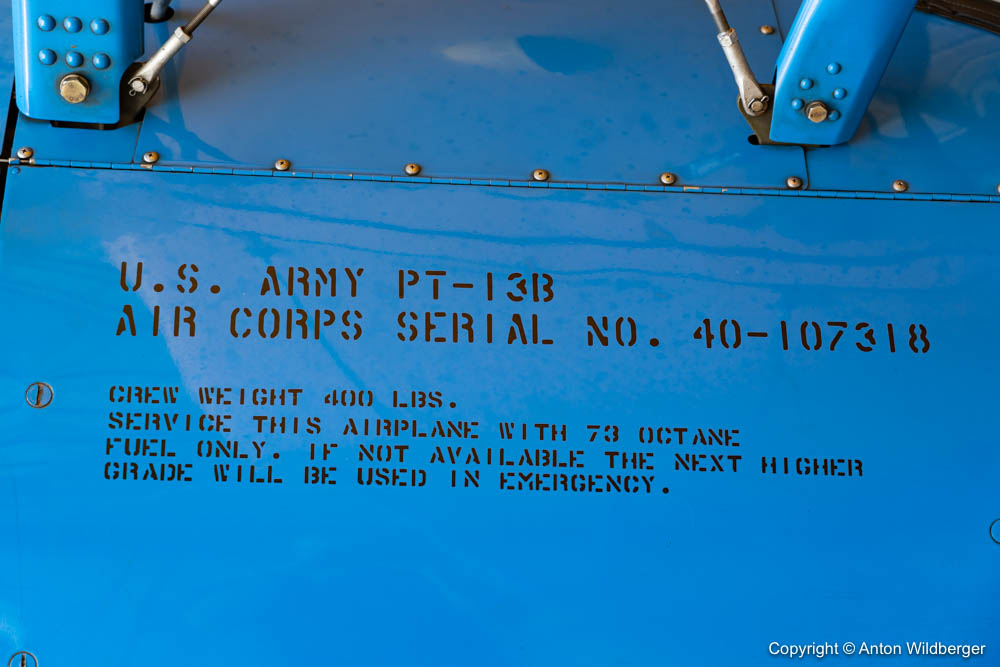 U.S. ARMY PT-13B
AIR CORPS SERIAL NO. 40-107318
CREW WEIGHT 400 LBS.
SERVICE THIS AIRPLANE WITH 73 OCTANE
FUEL ONLY. IF NOT AVAILABLE THE NEXT HIGHER
GRADE WILL BE USED IN EMERGENCY.
Copyright © Anton Wildberger